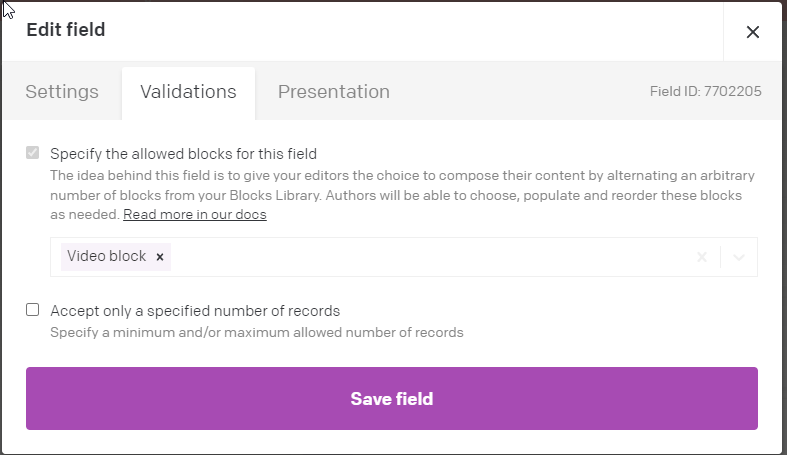 Edit field
Settings
Validations
Presentation
Field ID: 7702205
Specify the allowed blocks for this field
The idea behind this field is to give your editors the choice to compose their content by alternating an arbitrary
number of blocks from your Blocks Library. Authors will be able to choose, populate and reorder these blocks
as needed. Read more in our docs
Video block
Accept only a specified number of records
Specify a minimum and/or maximum allowed number of records
Save field